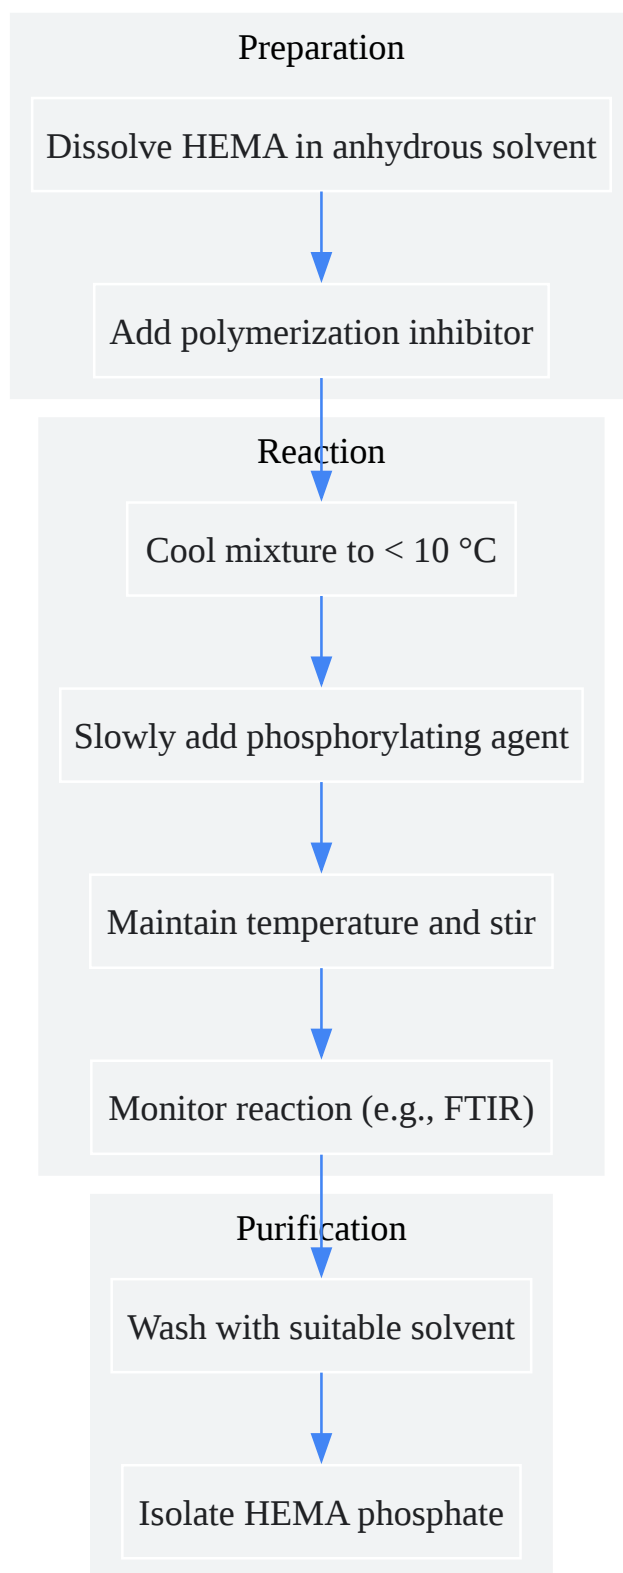 Preparation
Dissolve HEMA in anhydrous solvent
Add polymerization inhibitor
Reaction
Cool mixture to < 10 °C
Slowly add phosphorylating agent
Maintain temperature and stir
Monitor reaction (e.g., FTIR)
Purification
Wash with suitable solvent
Isolate HEMA phosphate